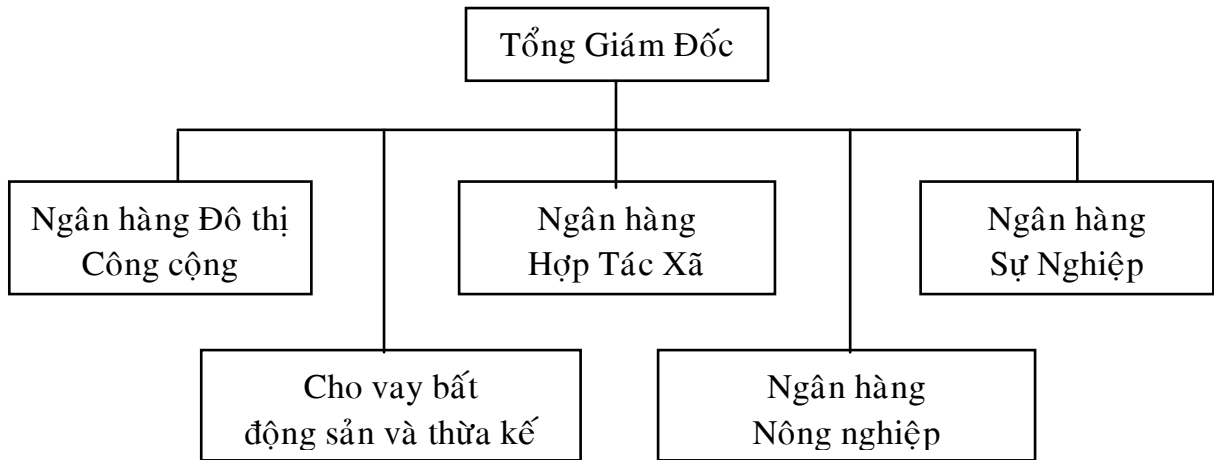 Tổng Giám Đốc
Ngân hàng Đô thị
Công cộng
Ngân hàng
Hợp Tác Xã
Ngân hàng
Sự Nghiệp
Cho vay bất
động sản và thừa kế
Ngân hàng
Nông nghiệp